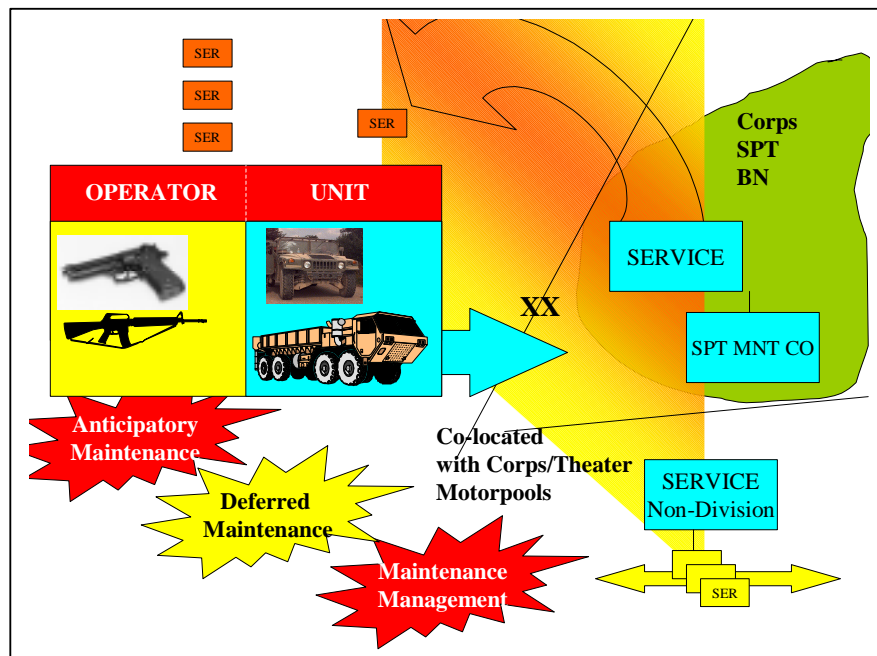 SER
SER
SER
SER
Corps
SPT
BN
OPERATOR
UNIT
SERVICE
XX
SPT MNT CO
Anticipatory
Maintenance
Co-located
with Corps/Theater
Motorpools
Deferred
Maintenance
SERVICE
Non-Division
Maintenance
Management
SER